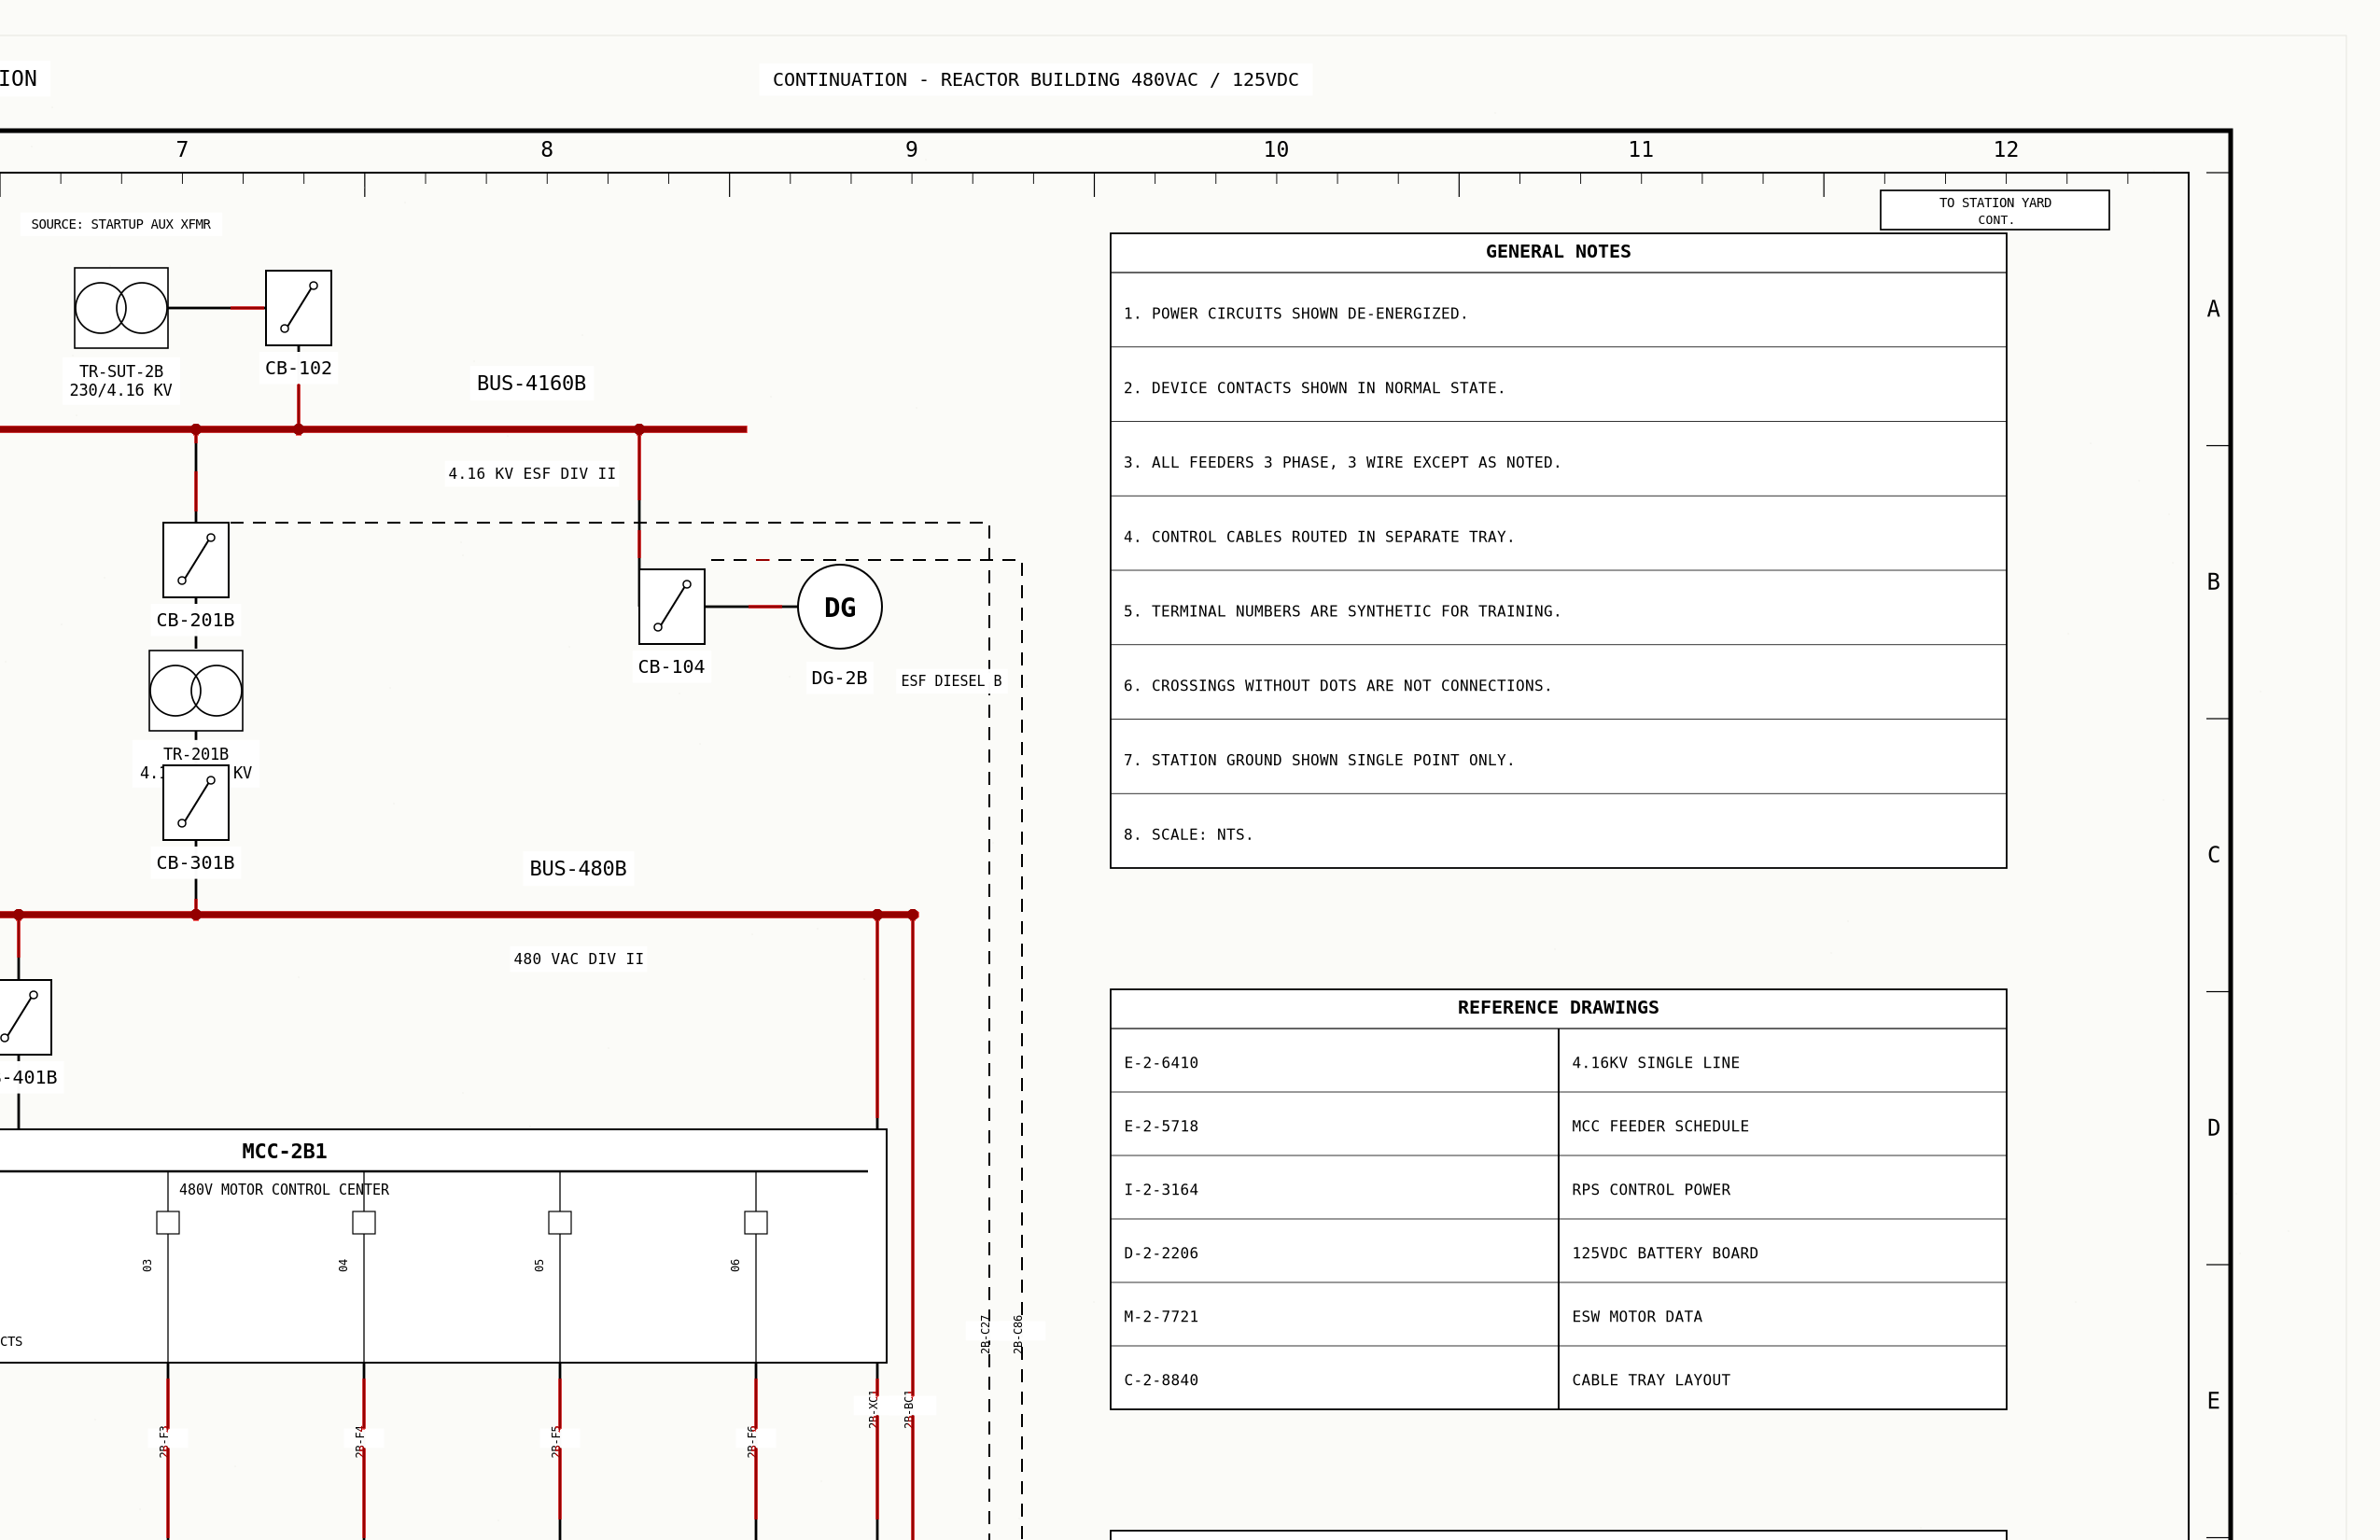 ION
CONTINUATION - REACTOR BUILDING 480VAC / 125VDC
7 8 9 10 11 12
TO STATION YARD
CONT.
SOURCE: STARTUP AUX XFMR
TR-SUT-2B
230/4.16 KV
CB-102
BUS-4160B
4.16 KV ESF DIV II
CB-201B
CB-104
DG
DG-2B
ESF DIESEL B
TR-201B
4.1 KV
CB-301B
BUS-480B
480 VAC DIV II
-401B
MCC-2B1
480V MOTOR CONTROL CENTER
03
04
05
06
CTS
2B-F3
2B-F4
2B-F5
2B-F6
2B-XC1
2B-BC1
2B-C27
2B-C86
GENERAL NOTES
1. POWER CIRCUITS SHOWN DE-ENERGIZED.
2. DEVICE CONTACTS SHOWN IN NORMAL STATE.
3. ALL FEEDERS 3 PHASE, 3 WIRE EXCEPT AS NOTED.
4. CONTROL CABLES ROUTED IN SEPARATE TRAY.
5. TERMINAL NUMBERS ARE SYNTHETIC FOR TRAINING.
6. CROSSINGS WITHOUT DOTS ARE NOT CONNECTIONS.
7. STATION GROUND SHOWN SINGLE POINT ONLY.
8. SCALE: NTS.
REFERENCE DRAWINGS
E-2-6410 4.16KV SINGLE LINE
E-2-5718 MCC FEEDER SCHEDULE
I-2-3164 RPS CONTROL POWER
D-2-2206 125VDC BATTERY BOARD
M-2-7721 ESW MOTOR DATA
C-2-8840 CABLE TRAY LAYOUT
A
B
C
D
E